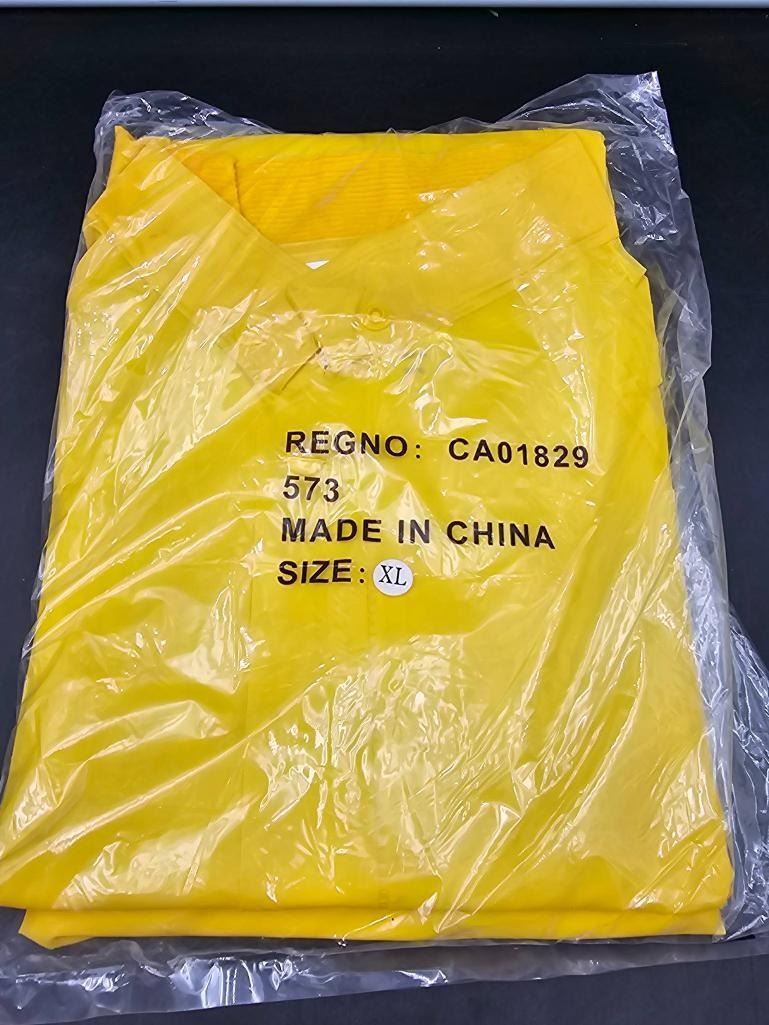 REGNO: CA01829
573
MADE IN CHINA
SIZE: XL